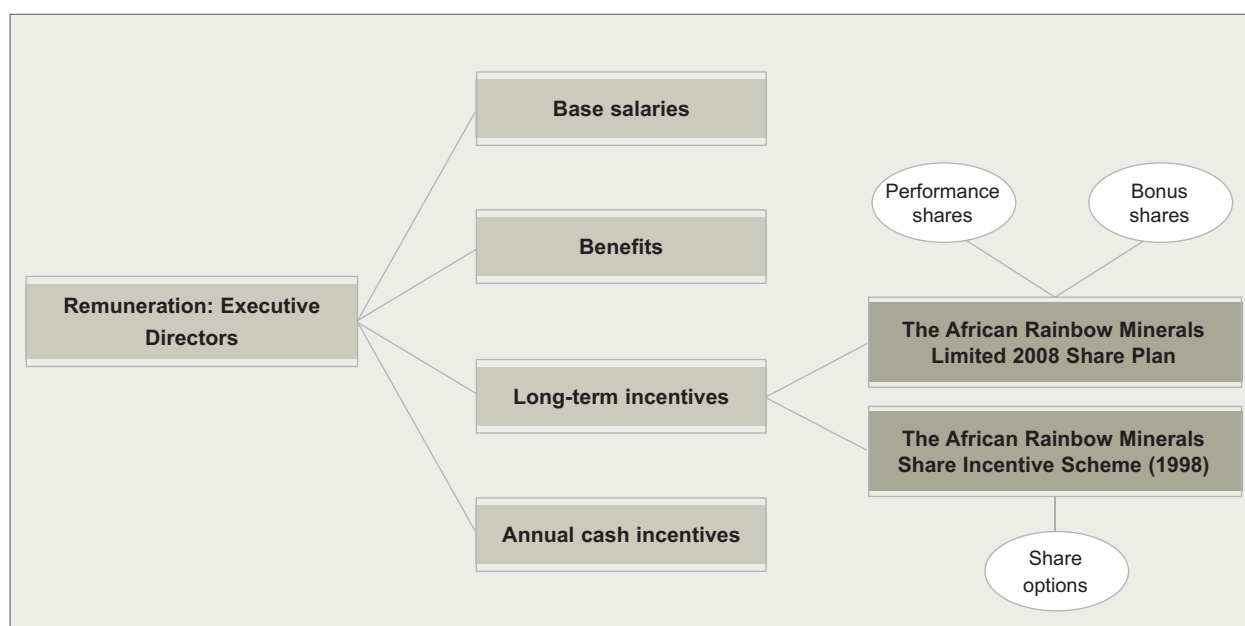 Remuneration: Executive
Directors
Base salaries
Benefits
Long-term incentives
Annual cash incentives
Performance
shares
Bonus
shares
The African Rainbow Minerals
Limited 2008 Share Plan
The African Rainbow Minerals
Share Incentive Scheme (1998)
Share
options